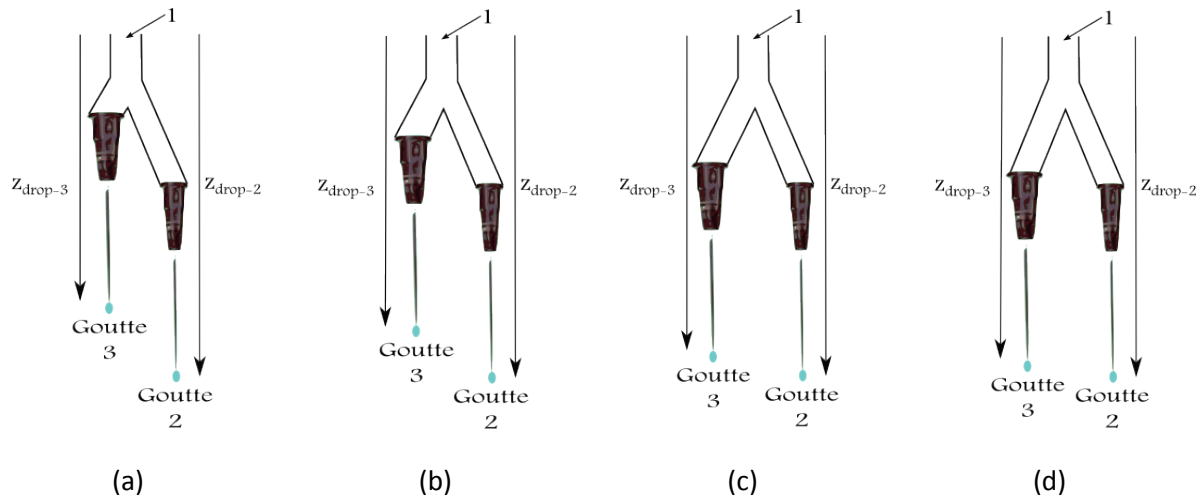 1
z_drop-3
z_drop-2
Goutte
3
Goutte
2
(a)
1
z_drop-3
z_drop-2
Goutte
3
Goutte
2
(b)
1
z_drop-3
z_drop-2
Goutte
3
Goutte
2
(c)
1
z_drop-3
z_drop-2
Goutte
3
Goutte
2
(d)